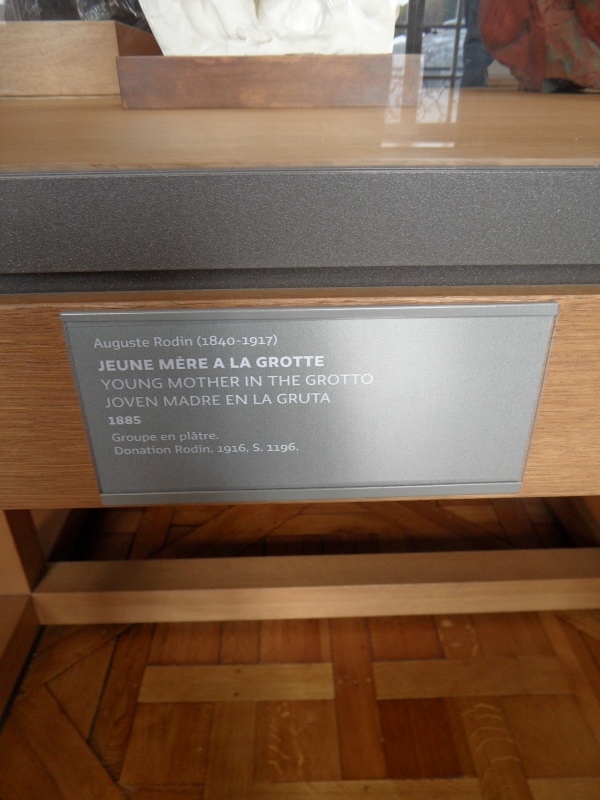 Auguste Rodin (1840-1917)
JEUNE MÈRE A LA GROTTE
YOUNG MOTHER IN THE GROTTO
JOVEN MADRE EN LA GRUTA
1885
Groupe en plâtre.
Donation Rodin, 1916, S. 1196.